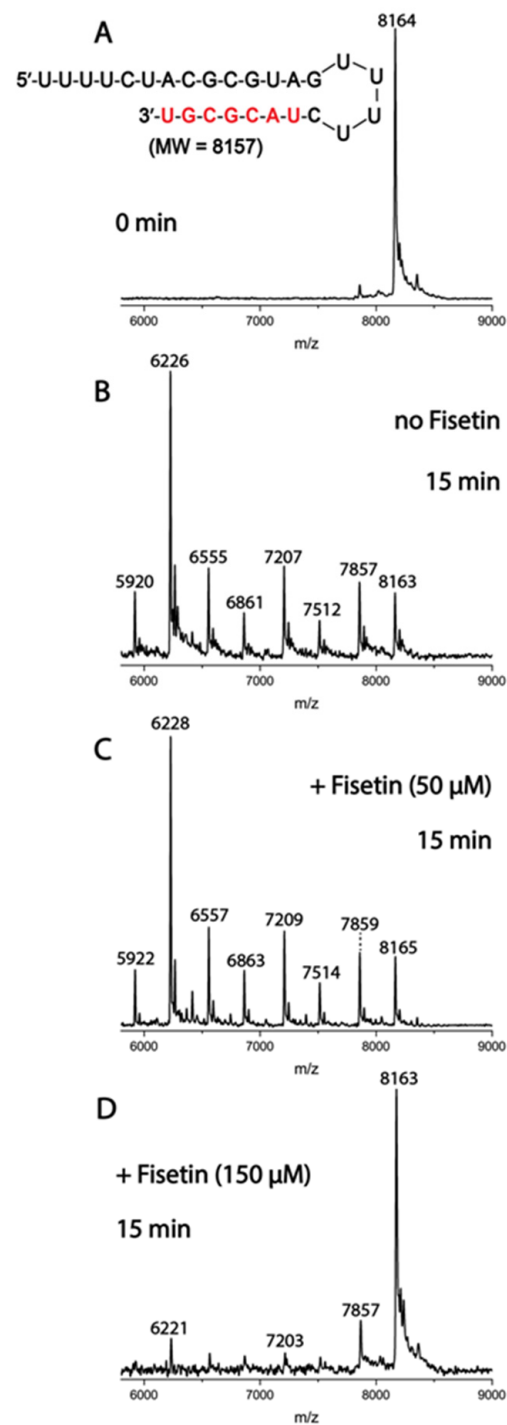 A
8164
U
5′-U-U-U-U-C-U-A-C-G-C-G-U-A-G U
3′-U-G-C-G-C-A-U-C U
U
(MW = 8157)
0 min
6000 7000 8000 9000
m/z
B
6226
no Fisetin
15 min
5920 6555 6861 7207 7512 7857 8163
6000 7000 8000 9000
m/z
C
6228
+ Fisetin (50 μM)
15 min
5922 6557 6863 7209 7514 7859 8165
6000 7000 8000 9000
m/z
D
8163
+ Fisetin (150 μM)
15 min
6221 7203 7857
6000 7000 8000 9000
m/z